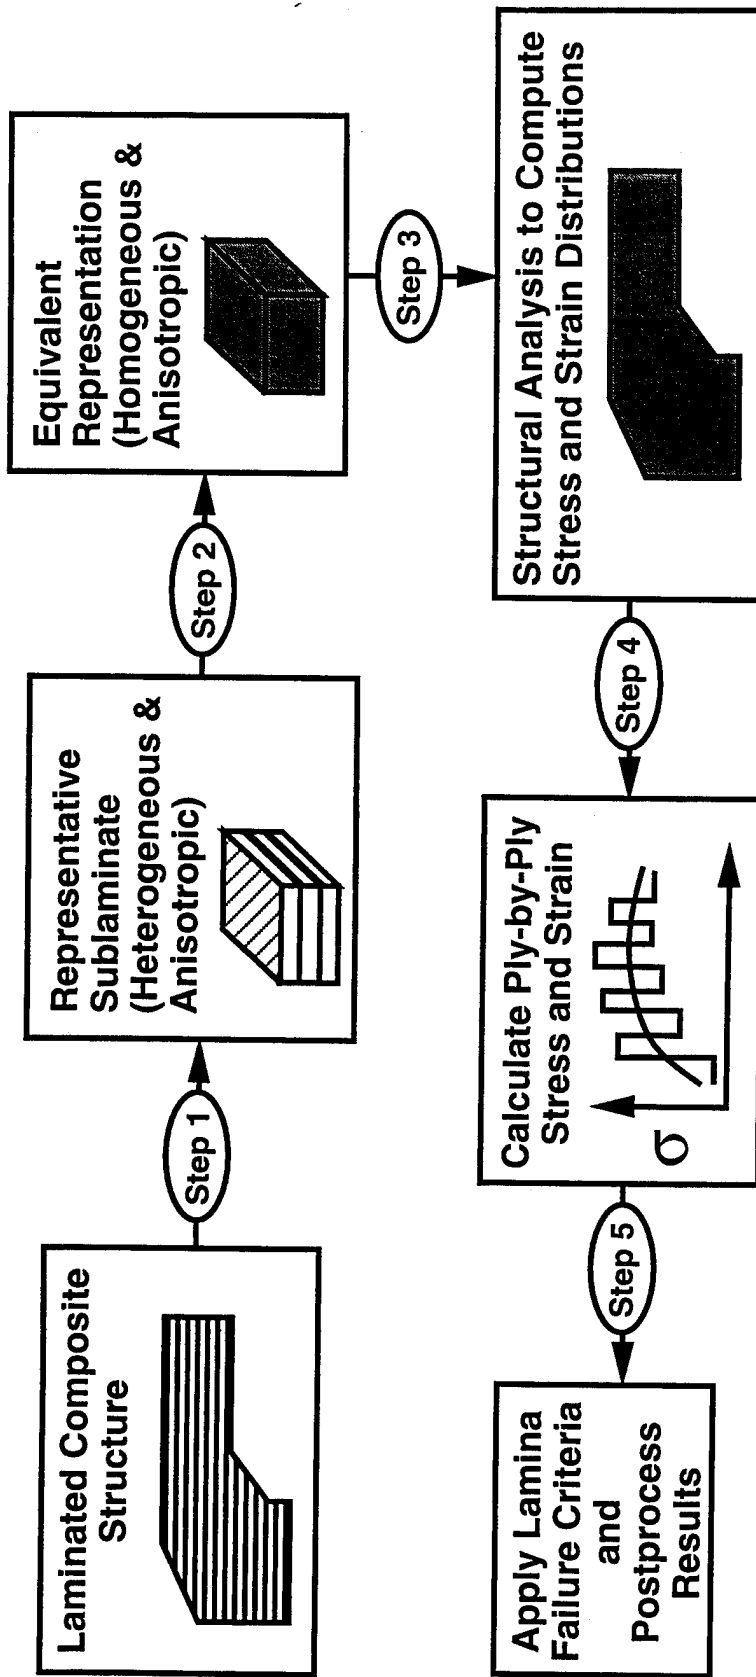 Laminated Composite
Structure
Step 1
Representative
Sublaminate
(Heterogeneous &
Anisotropic)
Step 2
Equivalent
Representation
(Homogeneous &
Anisotropic)
Step 3
Structural Analysis to Compute
Stress and Strain Distributions
Step 4
Calculate Ply-by-Ply
Stress and Strain
σ
Step 5
Apply Lamina
Failure Criteria
and
Postprocess
Results